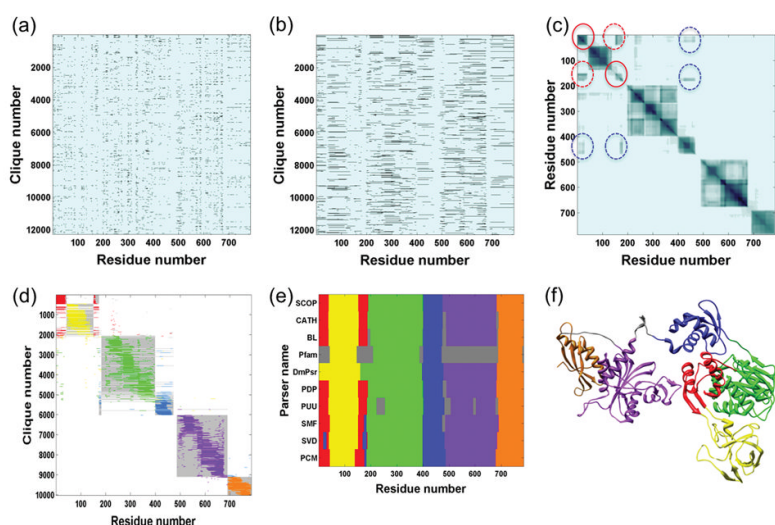 (a)
Clique number
2000
4000
6000
8000
10000
12000
100 200 300 400 500 600 700
Residue number
(b)
Clique number
2000
4000
6000
8000
10000
12000
100 200 300 400 500 600 700
Residue number
(c)
Residue number
100
200
300
400
500
600
700
100 200 300 400 500 600 700
Residue number
(d)
Clique number
1000
2000
3000
4000
5000
6000
7000
8000
9000
10000
100 200 300 400 500 600 700
Residue number
(e)
Parser name
SCOP
CATH
BL
Pfam
DmPsr
PDP
PUU
SMF
SVD
PCM
100 200 300 400 500 600 700
Residue number
(f)